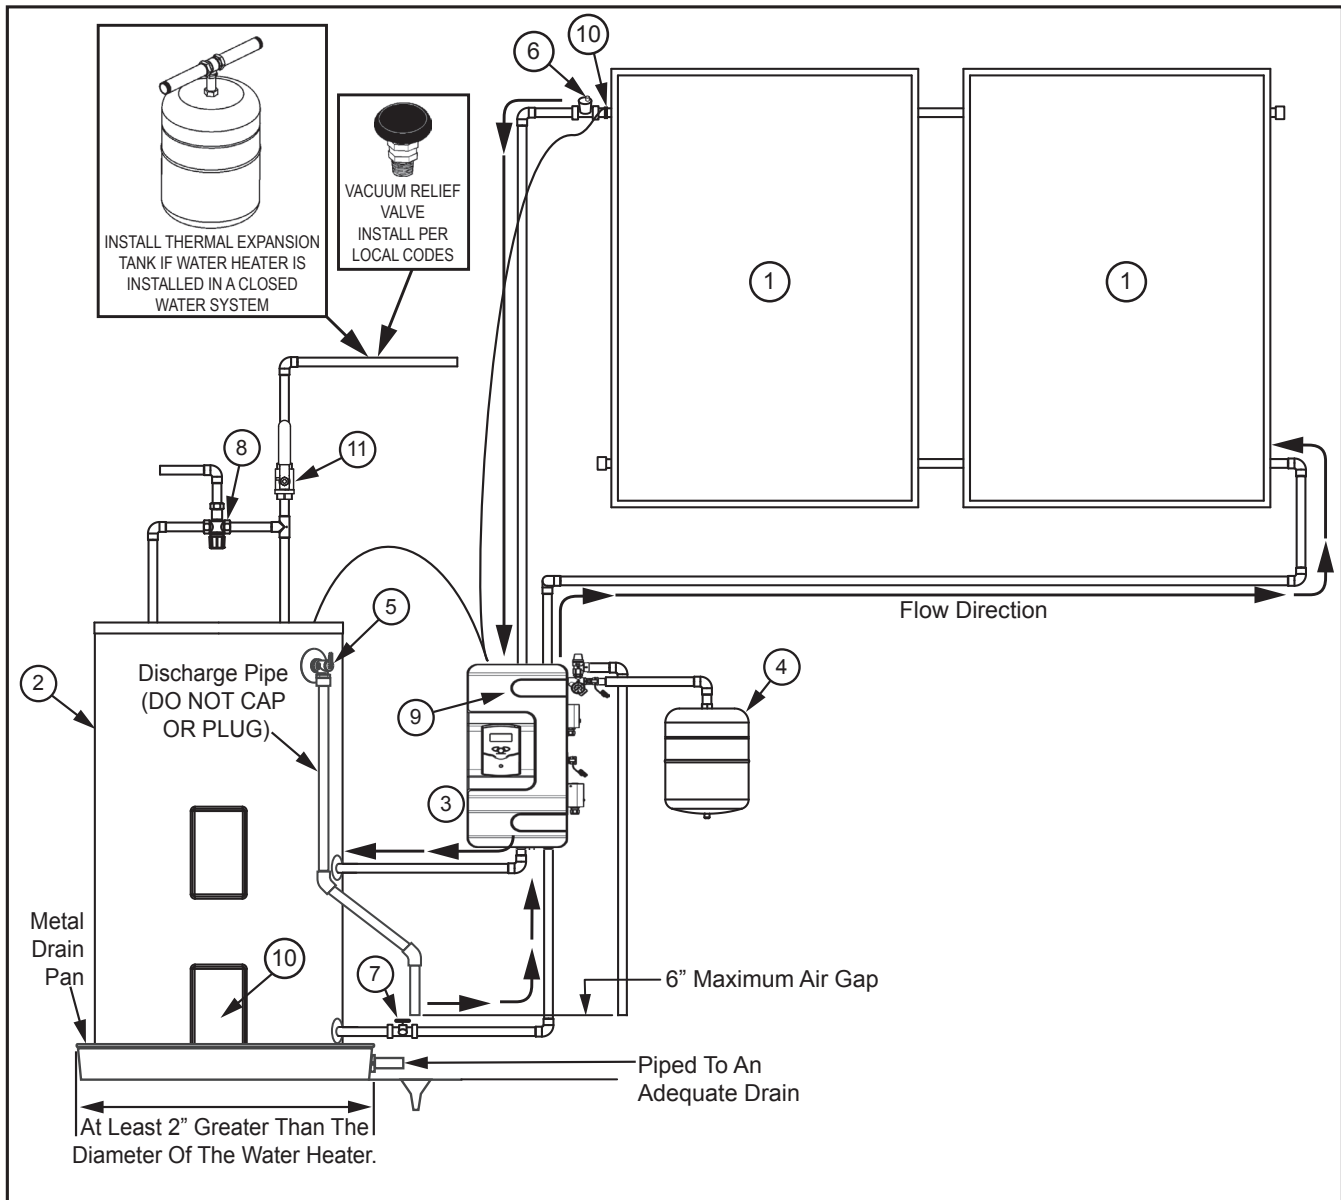 6
10
INSTALL THERMAL EXPANSION
TANK IF WATER HEATER IS
INSTALLED IN A CLOSED
WATER SYSTEM
VACUUM RELIEF
VALVE
INSTALL PER
LOCAL CODES
1
1
8
11
Flow Direction
5
2
Discharge Pipe
(DO NOT CAP
OR PLUG)
9
4
3
Metal
Drain
Pan
10
7
6” Maximum Air Gap
Piped To An
Adequate Drain
At Least 2” Greater Than The
Diameter Of The Water Heater.